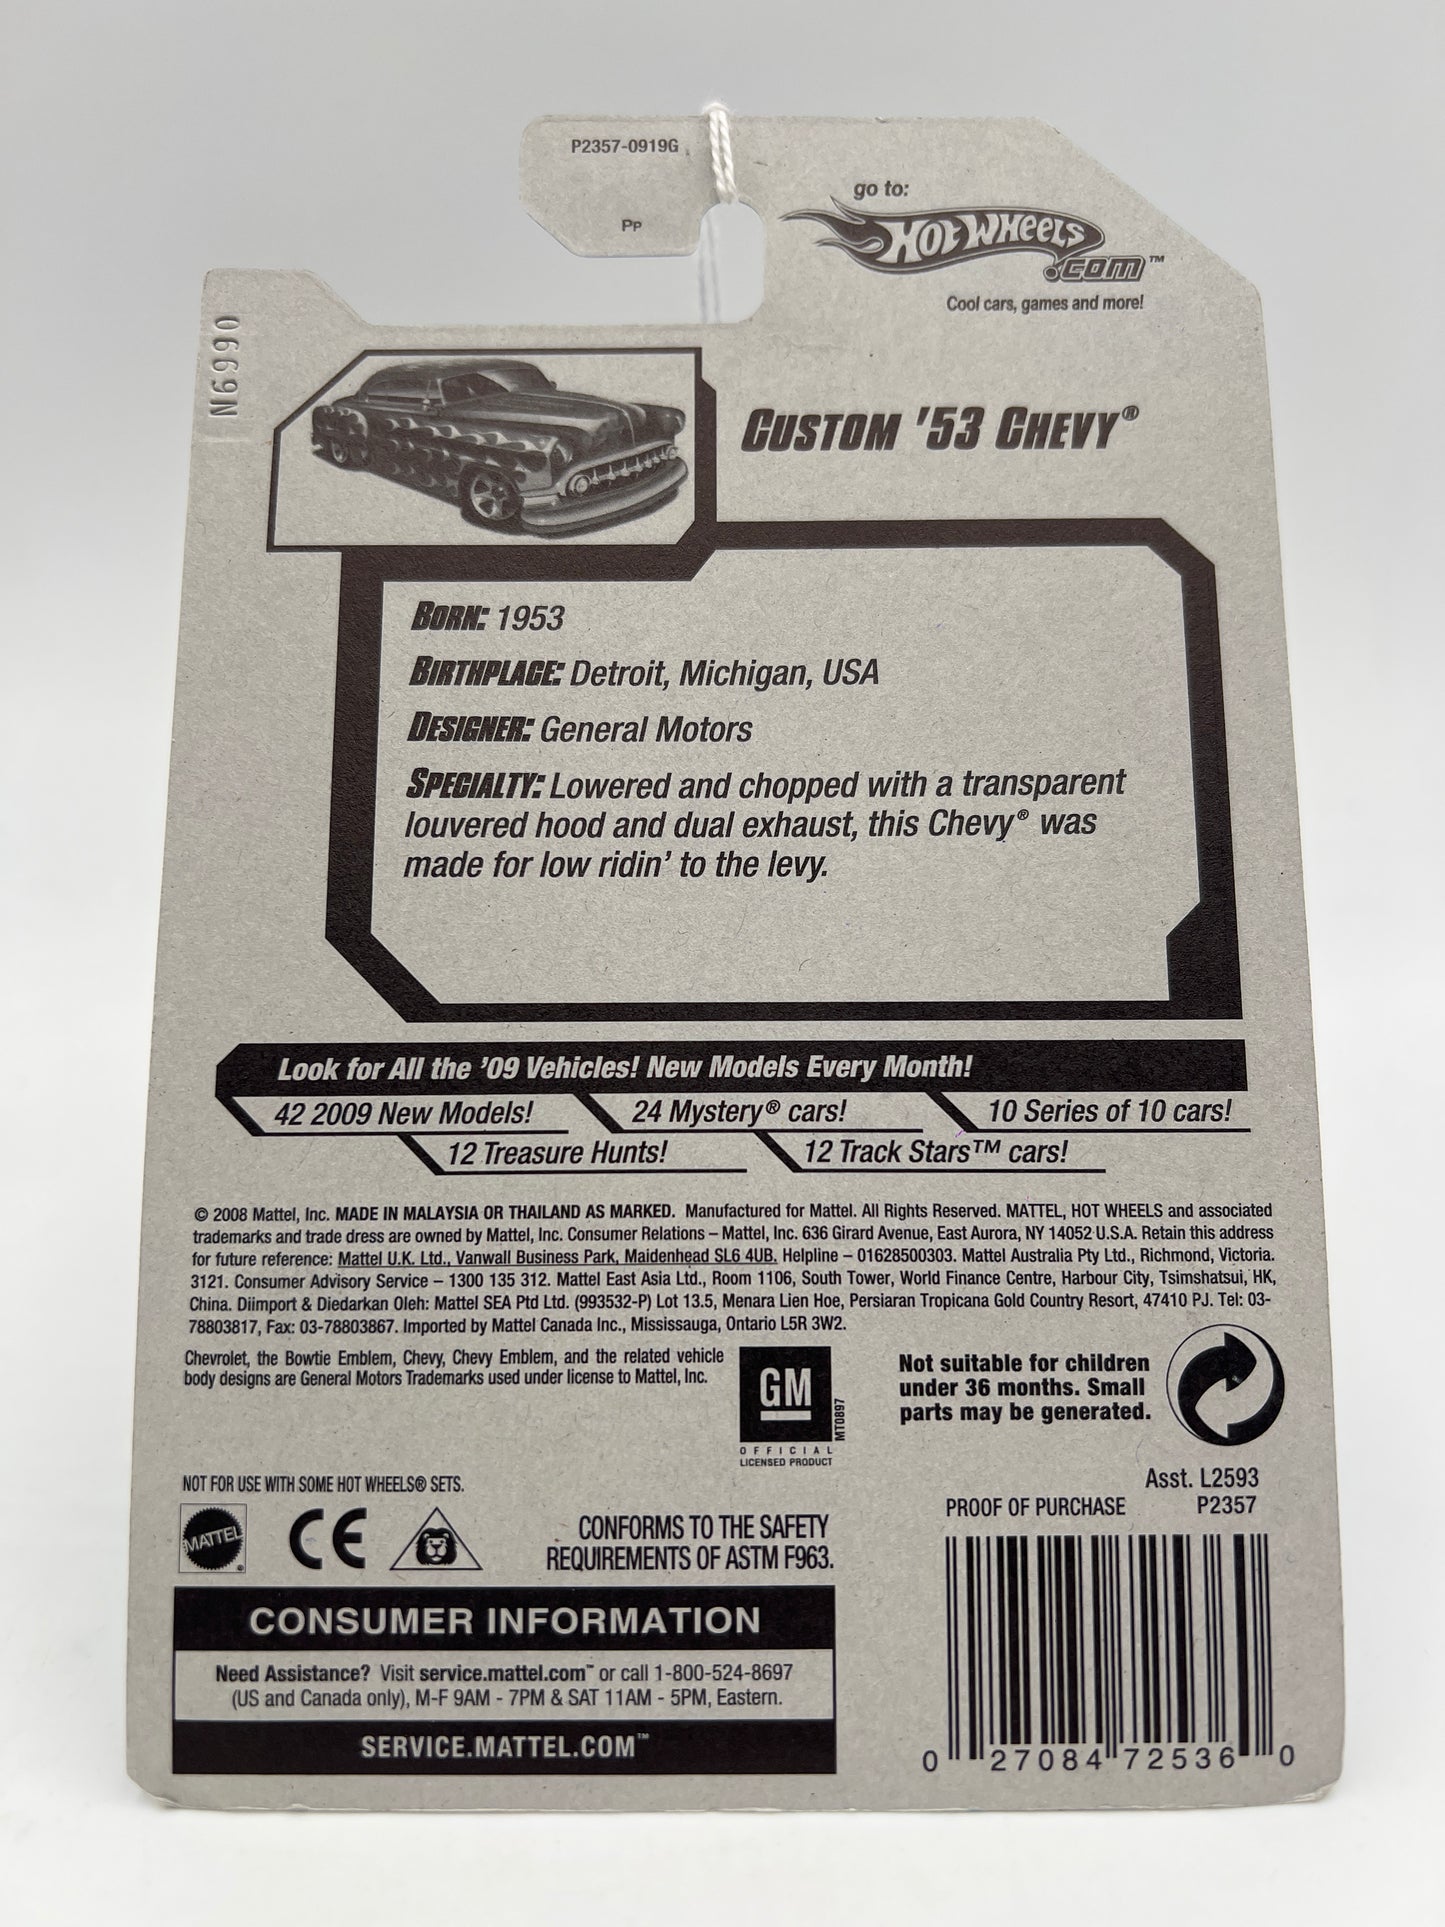 P2357-0919G
Pp
go to:
HOT WHEELS
.com™
Cool cars, games and more!
N6990
CUSTOM '53 CHEVY®
BORN: 1953
BIRTHPLACE: Detroit, Michigan, USA
DESIGNER: General Motors
SPECIALTY: Lowered and chopped with a transparent
louvered hood and dual exhaust, this Chevy® was
made for low ridin' to the levy.
Look for All the '09 Vehicles! New Models Every Month!
42 2009 New Models!
24 Mystery® cars!
10 Series of 10 cars!
12 Treasure Hunts!
12 Track Stars™ cars!
© 2008 Mattel, Inc. MADE IN MALAYSIA OR THAILAND AS MARKED. Manufactured for Mattel. All Rights Reserved. MATTEL, HOT WHEELS and associated
trademarks and trade dress are owned by Mattel, Inc. Consumer Relations – Mattel, Inc. 636 Girard Avenue, East Aurora, NY 14052 U.S.A. Retain this address
for future reference: Mattel U.K. Ltd., Vanwall Business Park, Maidenhead SL6 4UB. Helpline – 01628500303. Mattel Australia Pty Ltd., Richmond, Victoria.
3121. Consumer Advisory Service – 1300 135 312. Mattel East Asia Ltd., Room 1106, South Tower, World Finance Centre, Harbour City, Tsimshatsui, HK,
China. Diimport & Diedarkan Oleh: Mattel SEA Ptd Ltd. (993532-P) Lot 13.5, Menara Lien Hoe, Persiaran Tropicana Gold Country Resort, 47410 PJ. Tel: 03-
78803817, Fax: 03-78803867. Imported by Mattel Canada Inc., Mississauga, Ontario L5R 3W2.
Chevrolet, the Bowtie Emblem, Chevy, Chevy Emblem, and the related vehicle
body designs are General Motors Trademarks used under license to Mattel, Inc.
GM
MT0897
OFFICIAL
LICENSED PRODUCT
Not suitable for children
under 36 months. Small
parts may be generated.
NOT FOR USE WITH SOME HOT WHEELS® SETS.
MATTEL®
CE
CONFORMS TO THE SAFETY
REQUIREMENTS OF ASTM F963.
Asst. L2593
PROOF OF PURCHASE P2357
CONSUMER INFORMATION
Need Assistance? Visit service.mattel.com™ or call 1-800-524-8697
(US and Canada only), M-F 9AM - 7PM & SAT 11AM - 5PM, Eastern.
SERVICE.MATTEL.COM™
0 27084 72536 0